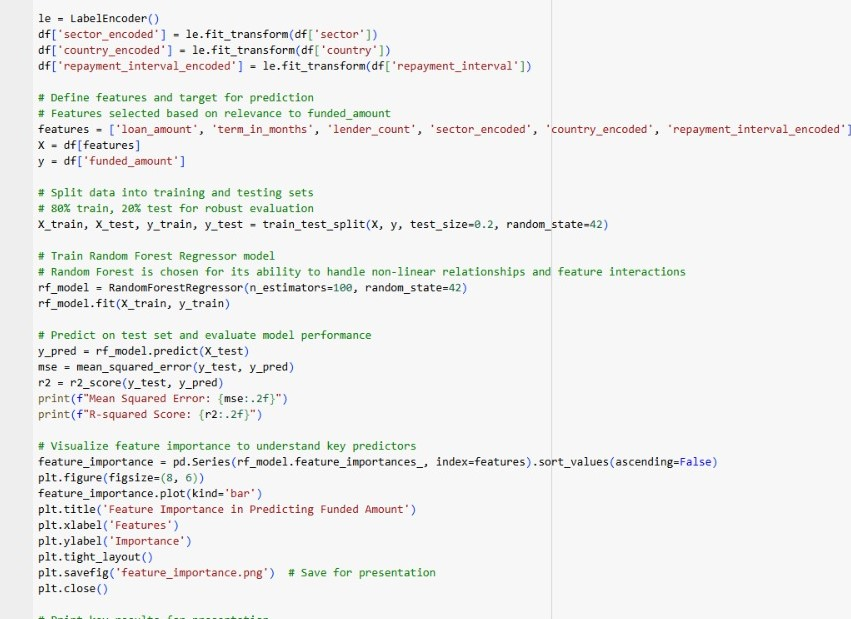 le = LabelEncoder()
df['sector_encoded'] = le.fit_transform(df['sector'])
df['country_encoded'] = le.fit_transform(df['country'])
df['repayment_interval_encoded'] = le.fit_transform(df['repayment_interval'])
# Define features and target for prediction
# Features selected based on relevance to funded_amount
features = ['loan_amount', 'term_in_months', 'lender_count', 'sector_encoded', 'country_encoded', 'repayment_interval_encoded']
X = df[features]
y = df['funded_amount']
# Split data into training and testing sets
# 80% train, 20% test for robust evaluation
X_train, X_test, y_train, y_test = train_test_split(X, y, test_size=0.2, random_state=42)
# Train Random Forest Regressor model
# Random Forest is chosen for its ability to handle non-linear relationships and feature interactions
rf_model = RandomForestRegressor(n_estimators=100, random_state=42)
rf_model.fit(X_train, y_train)
# Predict on test set and evaluate model performance
y_pred = rf_model.predict(X_test)
mse = mean_squared_error(y_test, y_pred)
r2 = r2_score(y_test, y_pred)
print(f"Mean Squared Error: {mse:.2f}")
print(f"R-squared Score: {r2:.2f}")
# Visualize feature importance to understand key predictors
feature_importance = pd.Series(rf_model.feature_importances_, index=features).sort_values(ascending=False)
plt.figure(figsize=(8, 6))
feature_importance.plot(kind='bar')
plt.title('Feature Importance in Predicting Funded Amount')
plt.xlabel('Features')
plt.ylabel('Importance')
plt.tight_layout()
plt.savefig('feature_importance.png')  # Save for presentation
plt.close()
# Print key results for presentation